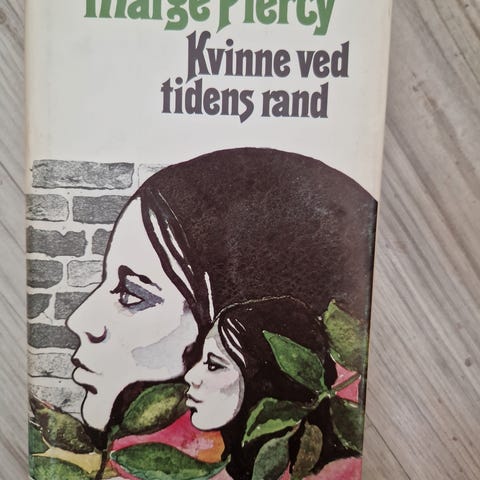 Marge Piercy
Kvinne ved
tidens rand